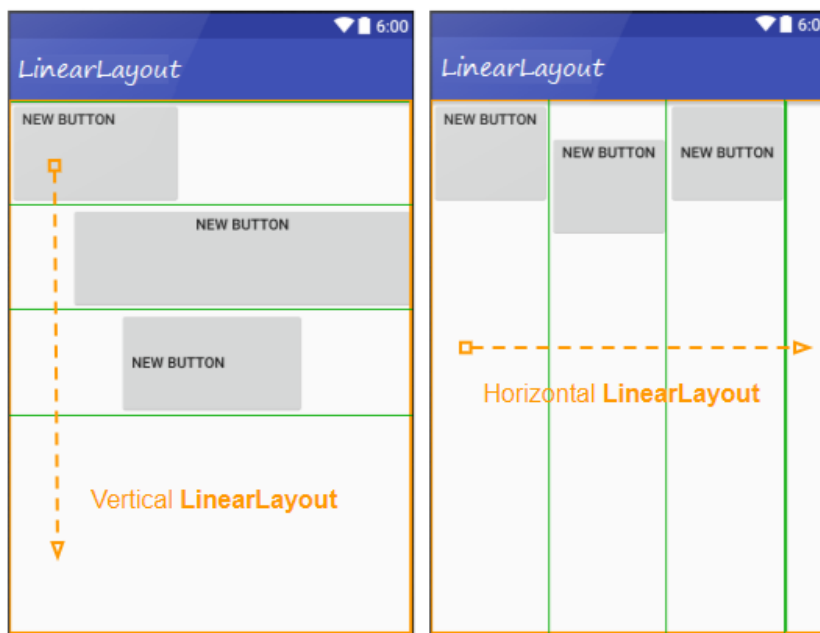 6:00
LinearLayout
NEW BUTTON
NEW BUTTON
NEW BUTTON
Vertical LinearLayout
6:0
LinearLayout
NEW BUTTON
NEW BUTTON
NEW BUTTON
Horizontal LinearLayout